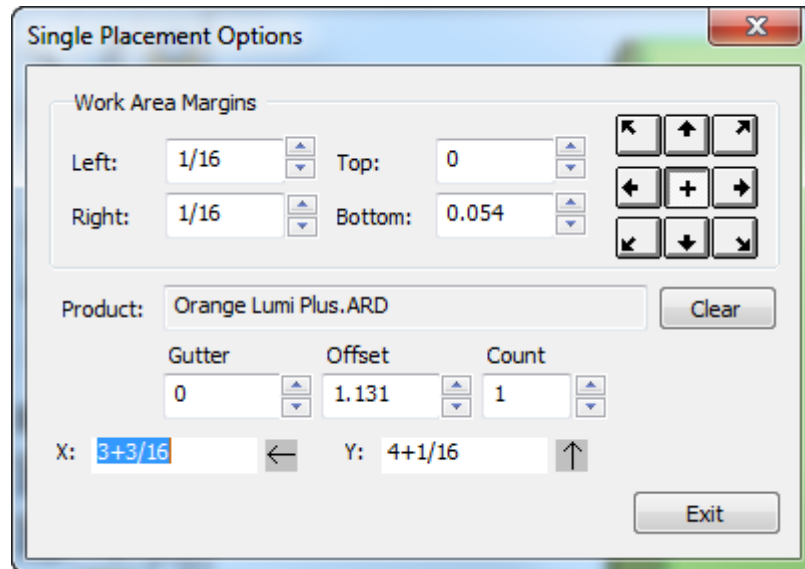 Single Placement Options
Work Area Margins
Left: 1/16 Top: 0
Right: 1/16 Bottom: 0.054
Product: Orange Lumi Plus.ARD Clear
Gutter Offset Count
0 1.131 1
X: 3+3/16 Y: 4+1/16
Exit